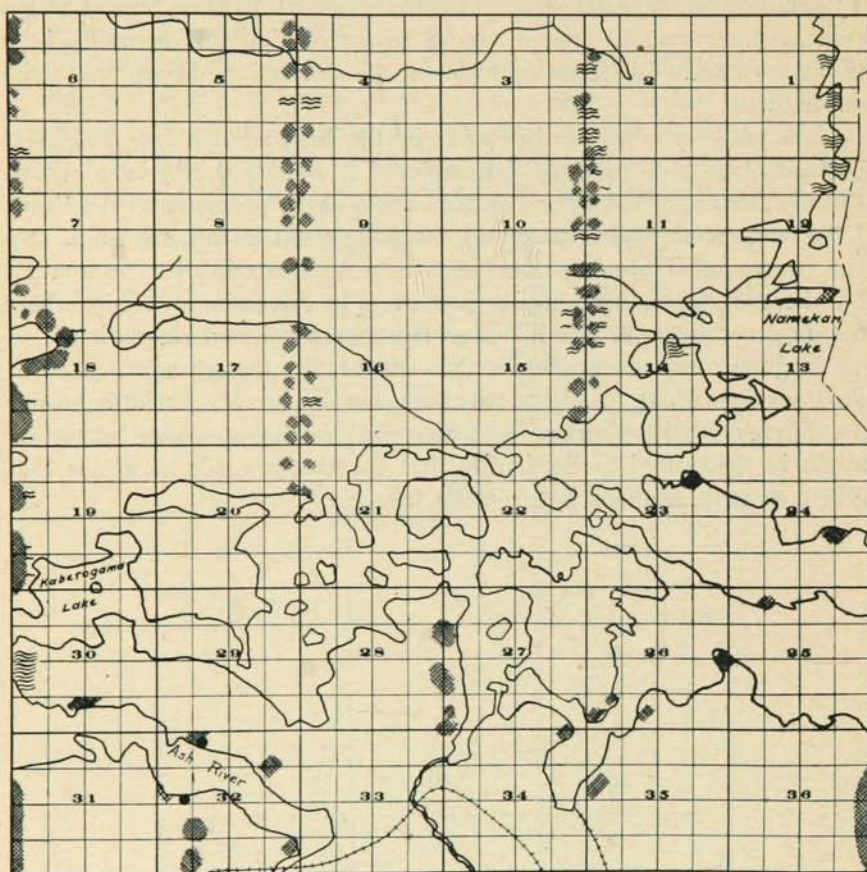 6 5 4 3 2 1
7 8 9 10 11 12
Namekan
Lake
18 17 16 15 14 13
19 20 21 22 23 24
Kabetogama
Lake
30 29 28 27 26 25
Ash River
31 32 33 34 35 36